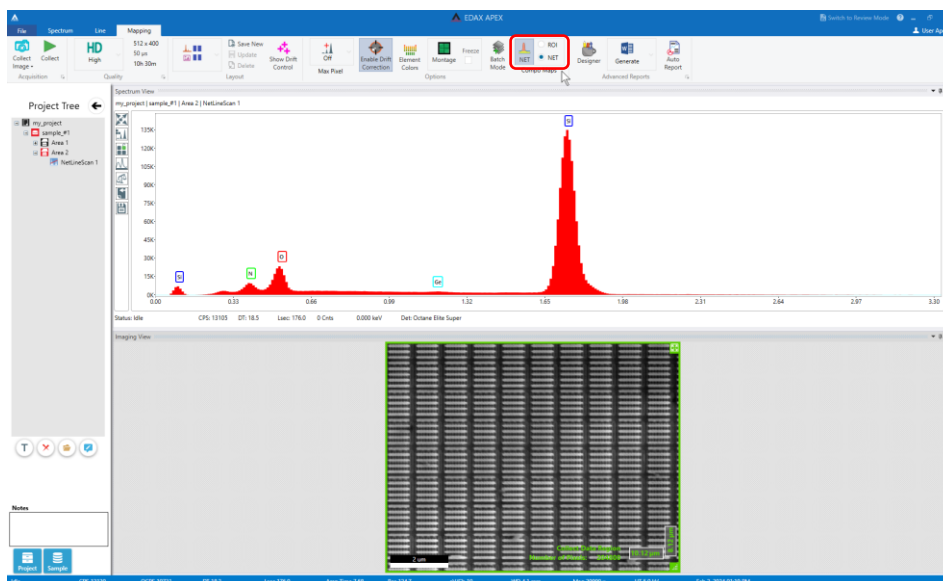 EDAX APEX
Switch to Review Mode
File Spectrum Line Mapping
Collect Image
Collect
Acquisition
HD
High
512 x 400
50 µs
10h 30m
Quality
Save New
Update
Delete
Layout
Show Drift Control
Off
Max Pixel
Enable Drift Correction
Element Colors
Montage
Freeze
Options
Batch Mode
NET
ROI
NET
Designer
Generate
Advanced Reports
Auto Report
Project Tree
my_project
sample_#1
Area 1
Area 2
NetLineScan 1
Spectrum View
my_project | sample_#1 | Area 2 | NetLineScan 1
135K
120K
105K
90K
75K
60K
45K
30K
15K
0K
Si
N
O
Ge
Si
0.00 0.33 0.66 0.99 1.32 1.65 1.98 2.31 2.64 2.97 3.30
Status: Idle CPS: 13105 DT: 18.5 Lsec: 176.0 0 Cnts 0.000 keV Det: Octane Elite Super
Imaging View
2 um
10.12 µm
T
Notes
Project
Sample